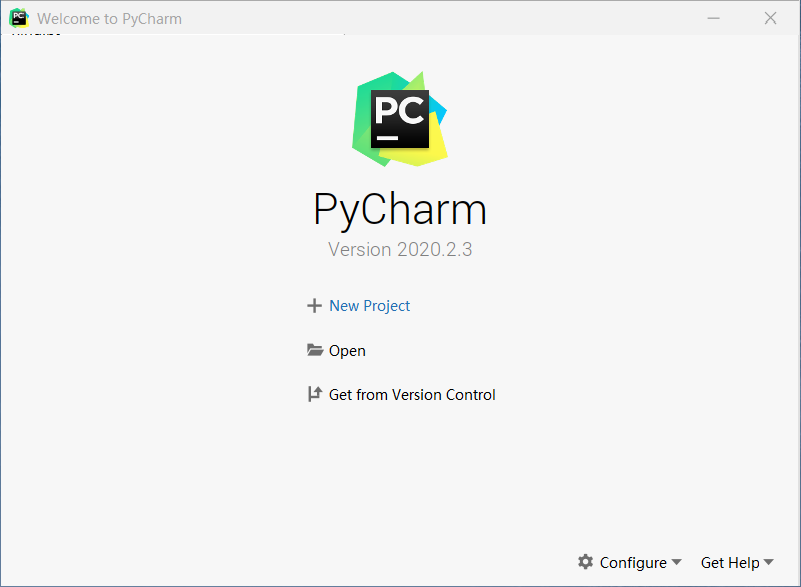 Welcome to PyCharm
PC
PyCharm
Version 2020.2.3
New Project
Open
Get from Version Control
Configure
Get Help